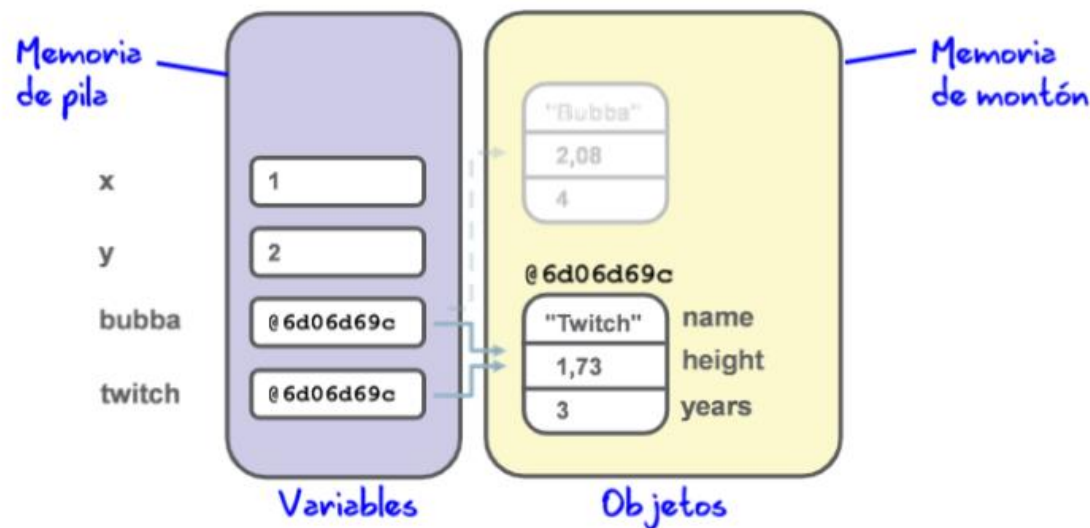 Memoria
de pila
Memoria
de montón
"Bubba"
2,08
4
x
1
y
2
@6d06d69c
bubba
@6d06d69c
"Twitch"
name
1,73
height
twitch
@6d06d69c
3
years
Variables
Objetos